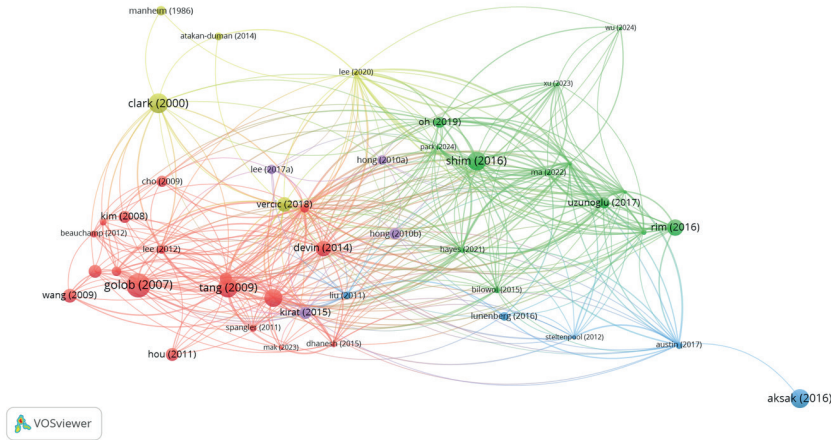 manheim (1986)
wu (2024)
atakan-duman (2014)
lee (2020)
xu (2023)
clark (2000)
oh (2019)
park (2024)
hong (2010a)
shim (2016)
lee (2017a)
ma (2022)
cho (2009)
vercic (2018)
uzunoglu (2017)
kim (2008)
beauchamp (2012)
hong (2010b)
rim (2016)
lee (2012)
devin (2014)
hayes (2021)
golob (2007)
tang (2009)
wang (2009)
liu (2011)
bilowol (2015)
kirat (2015)
lunenberg (2016)
spangler (2011)
steltenpool (2012)
hou (2011)
mak (2023)
dhanesh (2015)
austin (2017)
aksak (2016)
VOSviewer